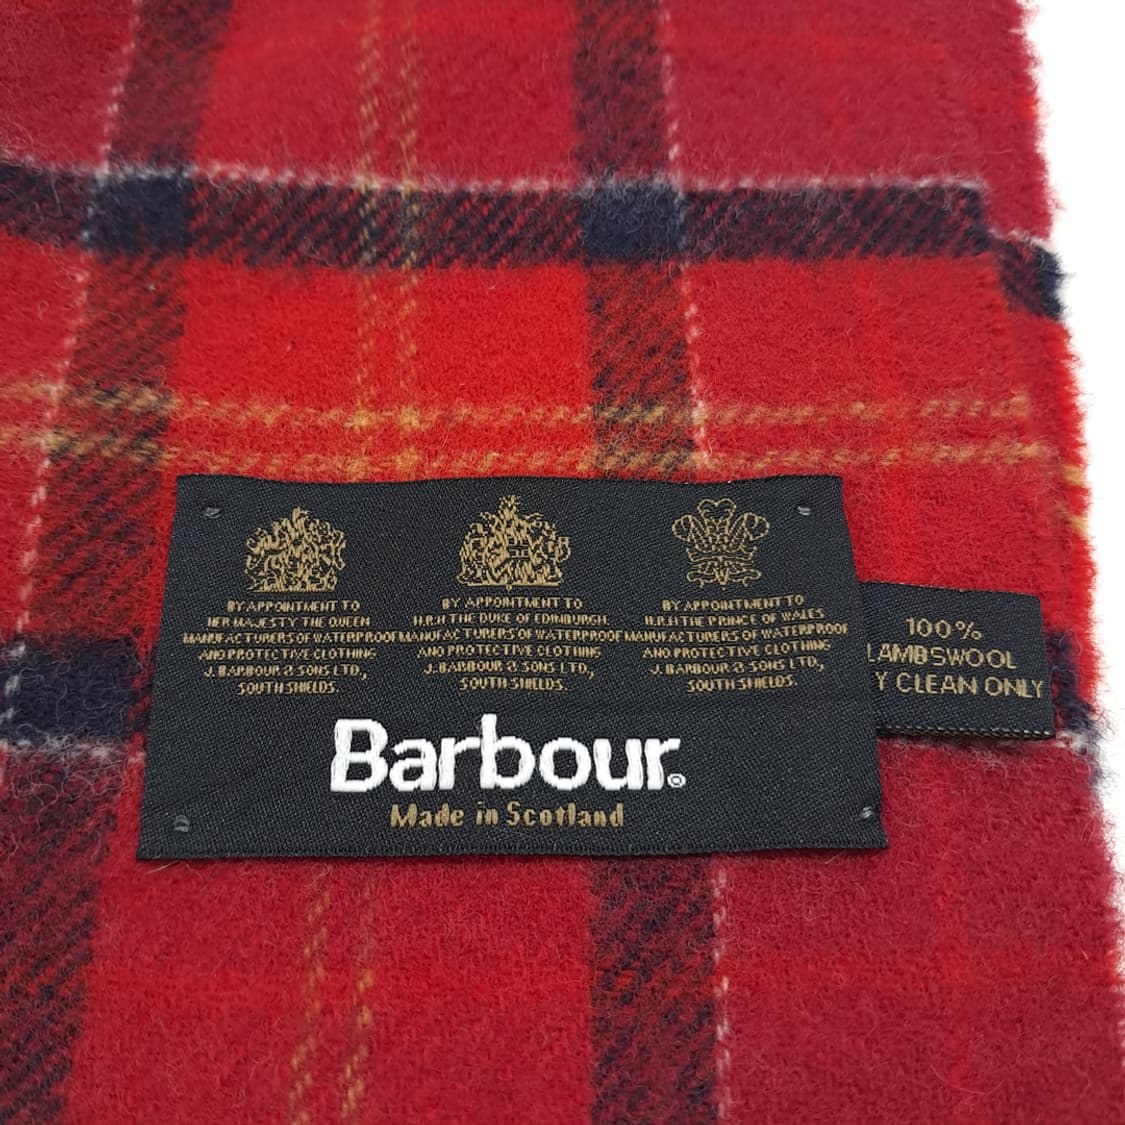 BY APPOINTMENT TO
HER MAJESTY THE QUEEN
MANUFACTURERS OF WATERPROOF
AND PROTECTIVE CLOTHING
J. BARBOUR & SONS LTD.,
SOUTH SHIELDS.
BY APPOINTMENT TO
H.R.H THE DUKE OF EDINBURGH.
MANUFACTURERS OF WATERPROOF
AND PROTECTIVE CLOTHING
J. BARBOUR & SONS LTD.,
SOUTH SHIELDS.
BY APPOINTMENT TO
H.R.H THE PRINCE OF WALES
MANUFACTURERS OF WATERPROOF
AND PROTECTIVE CLOTHING
J. BARBOUR & SONS LTD.,
SOUTH SHIELDS.
Barbour®
Made in Scotland
100%
LAMBSWOOL
Y CLEAN ONLY